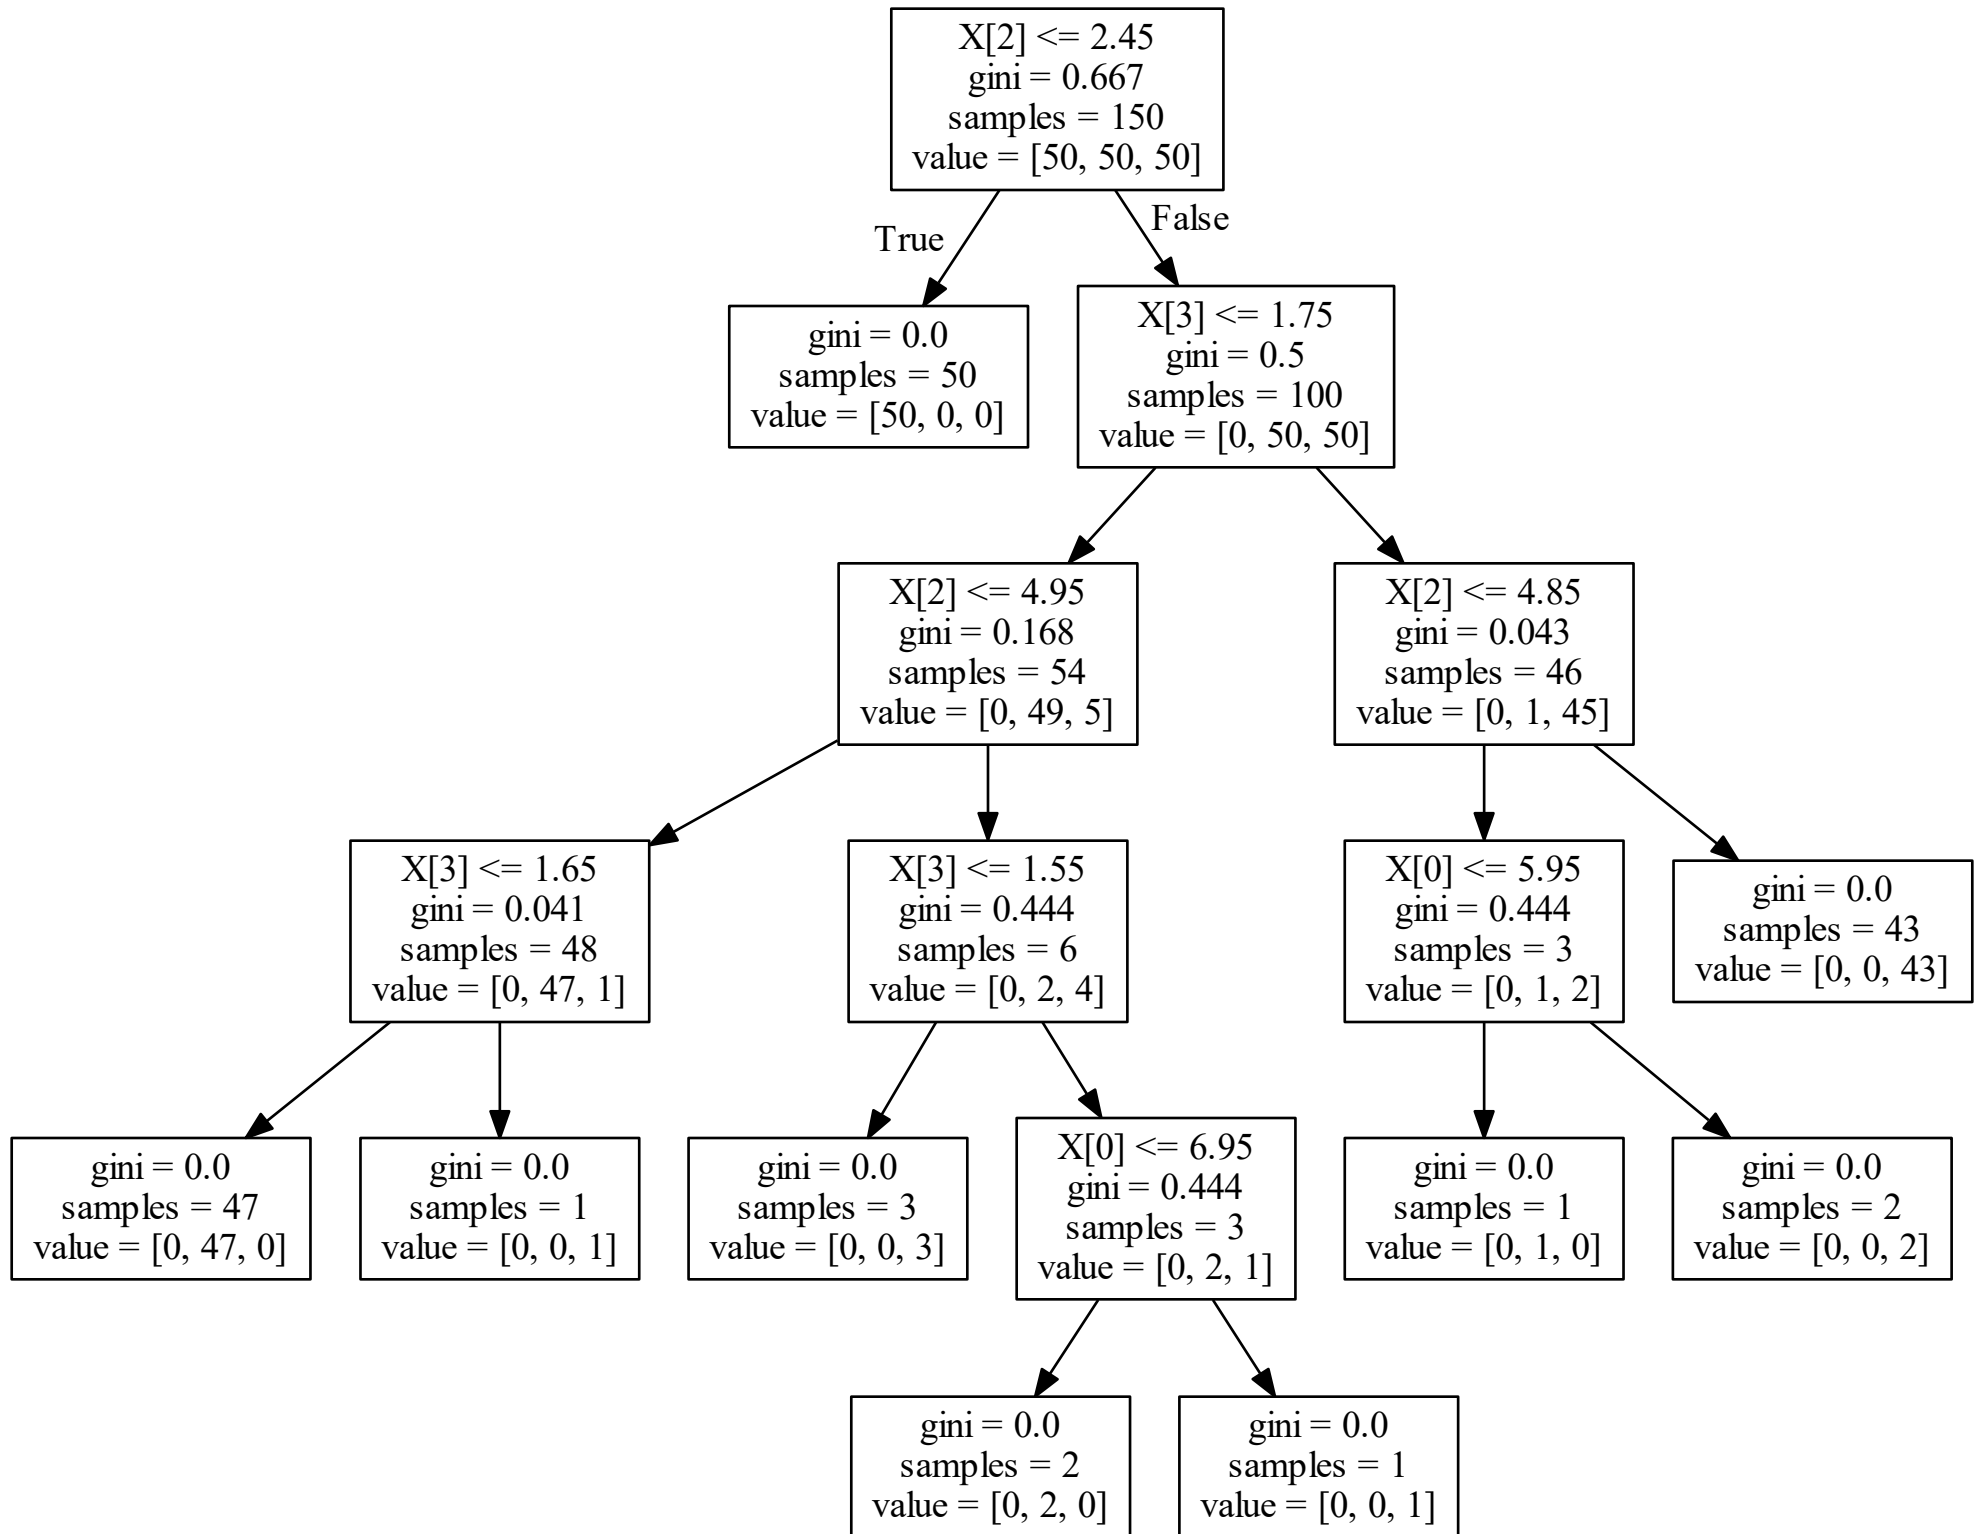 X[2] <= 2.45
gini = 0.667
samples = 150
value = [50, 50, 50]
True
False
gini = 0.0
samples = 50
value = [50, 0, 0]
X[3] <= 1.75
gini = 0.5
samples = 100
value = [0, 50, 50]
X[2] <= 4.95
gini = 0.168
samples = 54
value = [0, 49, 5]
X[2] <= 4.85
gini = 0.043
samples = 46
value = [0, 1, 45]
X[3] <= 1.65
gini = 0.041
samples = 48
value = [0, 47, 1]
X[3] <= 1.55
gini = 0.444
samples = 6
value = [0, 2, 4]
X[0] <= 5.95
gini = 0.444
samples = 3
value = [0, 1, 2]
gini = 0.0
samples = 43
value = [0, 0, 43]
gini = 0.0
samples = 47
value = [0, 47, 0]
gini = 0.0
samples = 1
value = [0, 0, 1]
gini = 0.0
samples = 3
value = [0, 0, 3]
X[0] <= 6.95
gini = 0.444
samples = 3
value = [0, 2, 1]
gini = 0.0
samples = 1
value = [0, 1, 0]
gini = 0.0
samples = 2
value = [0, 0, 2]
gini = 0.0
samples = 2
value = [0, 2, 0]
gini = 0.0
samples = 1
value = [0, 0, 1]